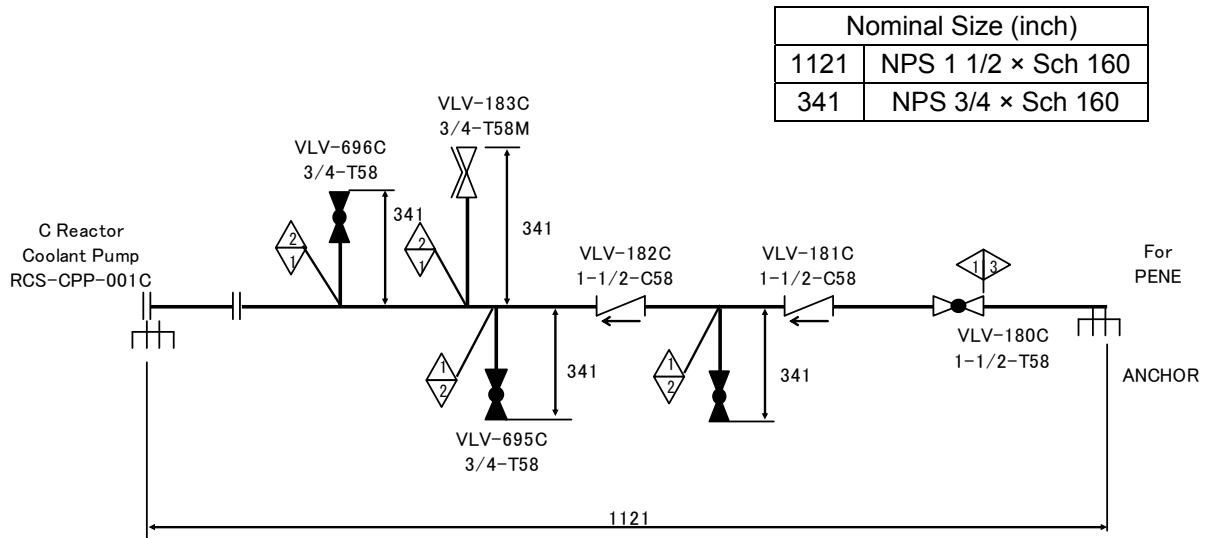 Nominal Size (inch)
1121 NPS 1 1/2 × Sch 160
341 NPS 3/4 × Sch 160
VLV-183C
3/4-T58M
VLV-696C
3/4-T58
341
341
2
1
2
1
C Reactor
Coolant Pump
RCS-CPP-001C
VLV-182C
1-1/2-C58
VLV-181C
1-1/2-C58
1 3
For
PENE
VLV-180C
1-1/2-T58
ANCHOR
1
2
341
1
2
341
VLV-695C
3/4-T58
1121